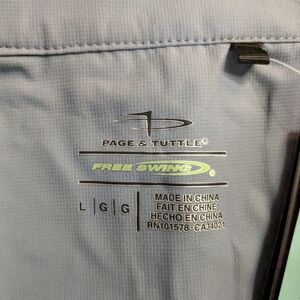 PAGE & TUTTLE®
FREE SWING®
L | G | G
MADE IN CHINA
FAIT EN CHINE
HECHO EN CHINA
RN101578 · CA34021